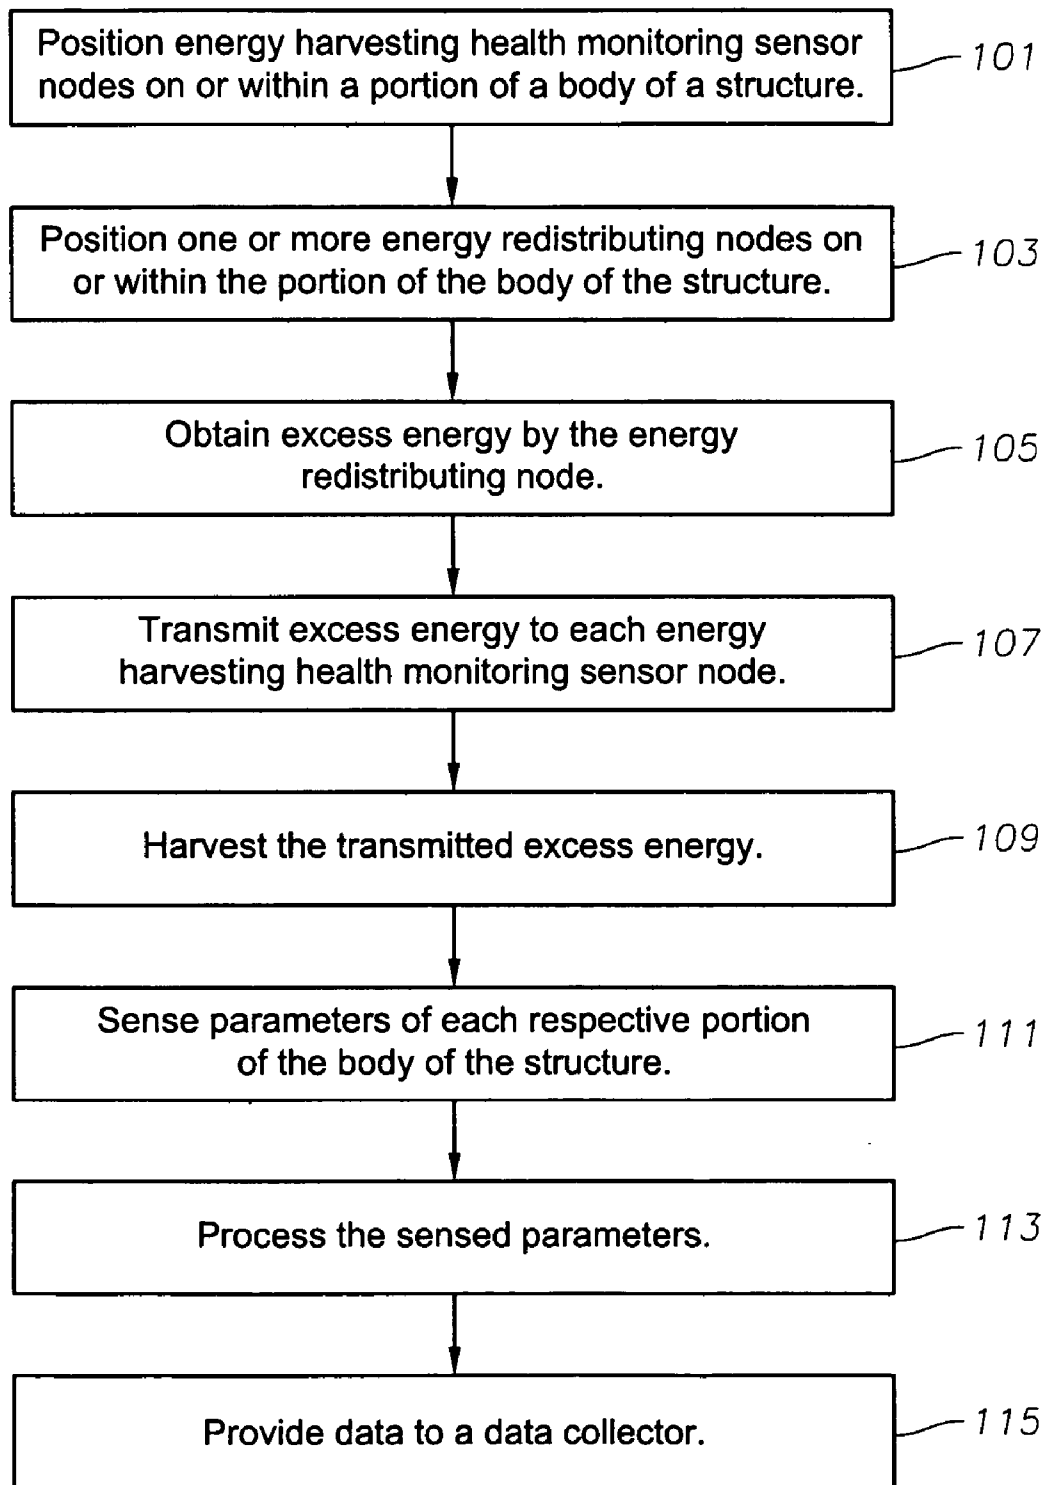 Position energy harvesting health monitoring sensor
nodes on or within a portion of a body of a structure.
101
Position one or more energy redistributing nodes on
or within the portion of the body of the structure.
103
Obtain excess energy by the energy
redistributing node.
105
Transmit excess energy to each energy
harvesting health monitoring sensor node.
107
Harvest the transmitted excess energy.
109
Sense parameters of each respective portion
of the body of the structure.
111
Process the sensed parameters.
113
Provide data to a data collector.
115